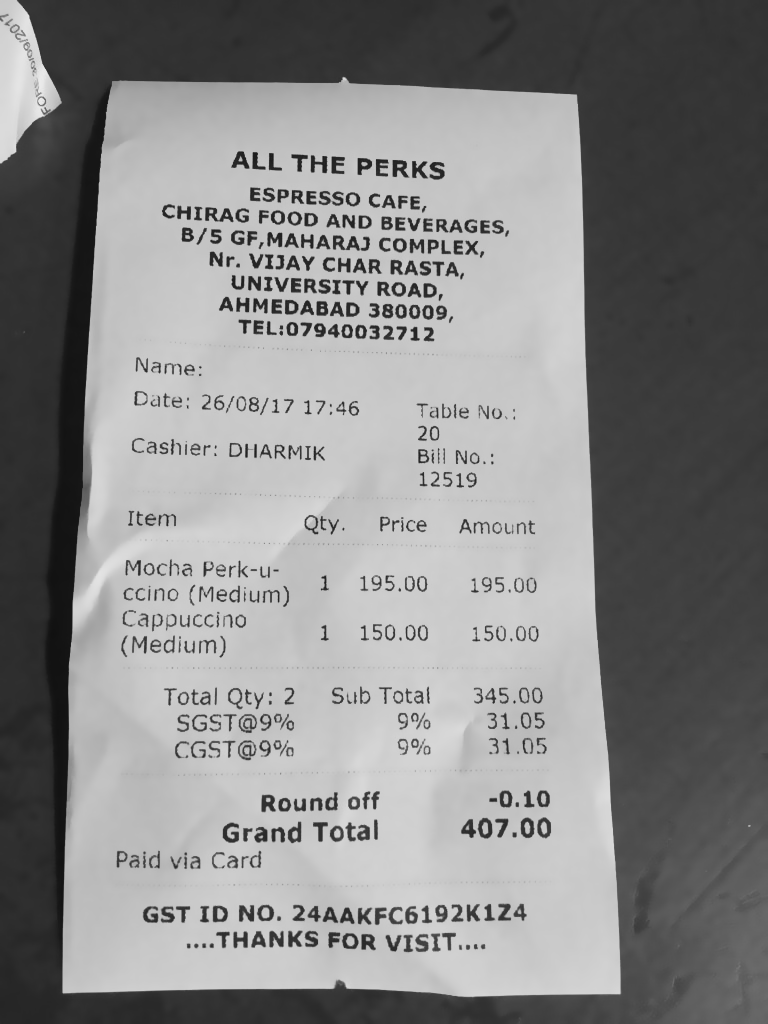 ALL THE PERKS
ESPRESSO CAFE,
CHIRAG FOOD AND BEVERAGES,
B/5 GF,MAHARAJ COMPLEX,
Nr. VIJAY CHAR RASTA,
UNIVERSITY ROAD,
AHMEDABAD 380009,
TEL:07940032712
Name:
Date: 26/08/17 17:46
Table No.:
20
Cashier: DHARMIK
Bill No.:
12519
Item Qty. Price Amount
Mocha Perk-u-
ccino (Medium) 1 195.00 195.00
Cappuccino
(Medium) 1 150.00 150.00
Total Qty: 2 Sub Total 345.00
SGST@9% 9% 31.05
CGST@9% 9% 31.05
Round off -0.10
Grand Total 407.00
Paid via Card
GST ID NO. 24AAKFC6192K1Z4
....THANKS FOR VISIT....